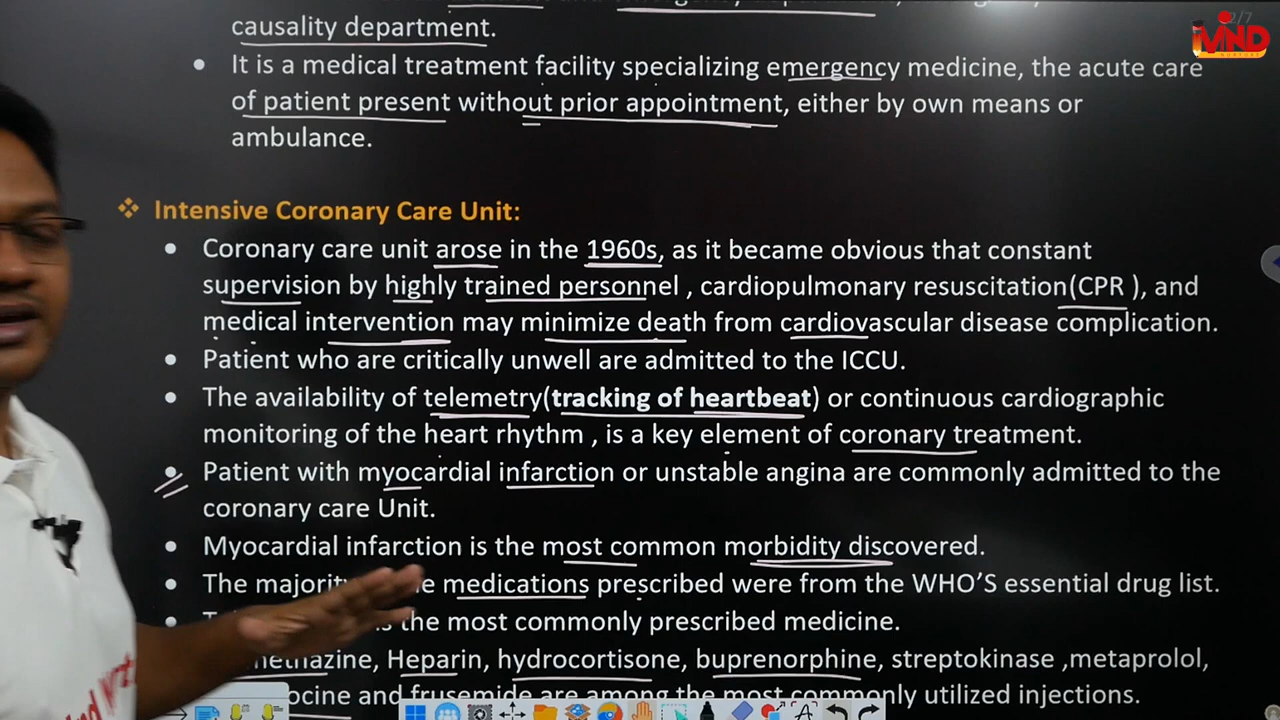 causality department.
• It is a medical treatment facility specializing emergency medicine, the acute care
of patient present without prior appointment, either by own means or
ambulance.
❖ Intensive Coronary Care Unit:
• Coronary care unit arose in the 1960s, as it became obvious that constant
supervision by highly trained personnel , cardiopulmonary resuscitation(CPR ), and
medical intervention may minimize death from cardiovascular disease complication.
• Patient who are critically unwell are admitted to the ICCU.
• The availability of telemetry(tracking of heartbeat) or continuous cardiographic
monitoring of the heart rhythm , is a key element of coronary treatment.
• Patient with myocardial infarction or unstable angina are commonly admitted to the
coronary care Unit.
• Myocardial infarction is the most common morbidity discovered.
• The medications prescribed were from the WHO'S essential drug list.
• the most commonly prescribed medicine.
Heparin, hydrocortisone, buprenorphine, streptokinase ,metaprolol,
and frusemide are among the most commonly utilized injections.
2/7
MIND